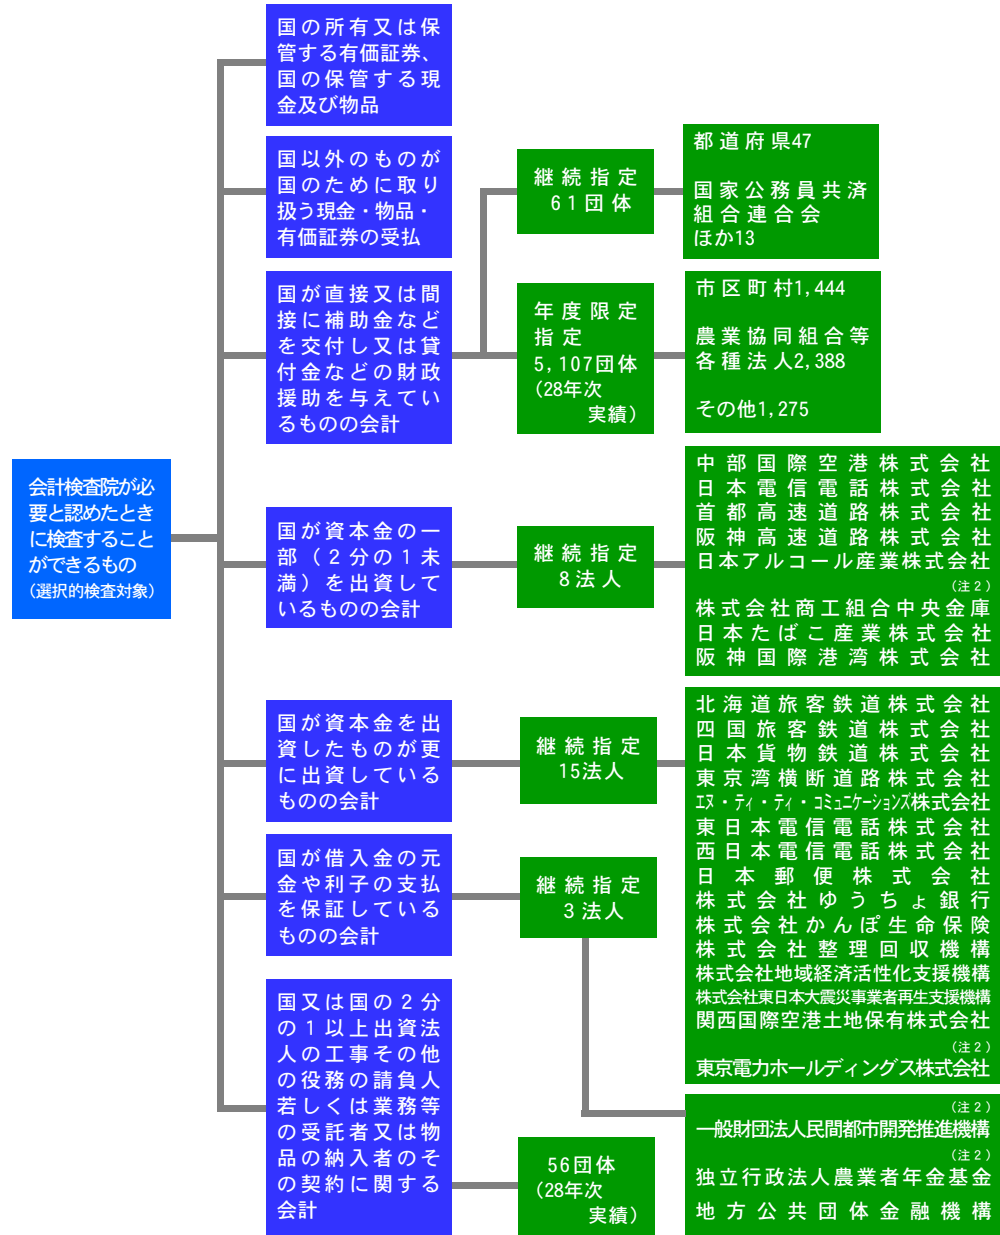 会計検査院が必
要と認めたとき
に検査すること
ができるもの
（選択的検査対象）
国の所有又は保
管する有価証券、
国の保管する現
金及び物品
国以外のものが
国のために取り
扱う現金・物品・
有価証券の受払
国が直接又は間
接に補助金など
を交付し又は貸
付金などの財政
援助を与えてい
るものの会計
継続指定
61団体
都道府県47
国家公務員共済
組合連合会
ほか13
年度限定
指定
5,107団体
(28年次
実績)
市区町村1,444
農業協同組合等
各種法人2,388
その他1,275
国が資本金の一
部（２分の１未
満）を出資して
いるものの会計
継続指定
8法人
中部国際空港株式会社
日本電信電話株式会社
首都高速道路株式会社
阪神高速道路株式会社
日本アルコール産業株式会社
（注２）
株式会社商工組合中央金庫
日本たばこ産業株式会社
阪神国際港湾株式会社
国が資本金を出
資したものが更
に出資している
ものの会計
継続指定
15法人
北海道旅客鉄道株式会社
四国旅客鉄道株式会社
日本貨物鉄道株式会社
東京湾横断道路株式会社
ｴﾇ・ﾃｨ・ﾃｨ・ｺﾐｭﾆｹｰｼｮﾝｽﾞ株式会社
東日本電信電話株式会社
西日本電信電話株式会社
日本郵便株式会社
株式会社ゆうちょ銀行
株式会社かんぽ生命保険
株式会社整理回収機構
株式会社地域経済活性化支援機構
株式会社東日本大震災事業者再生支援機構
関西国際空港土地保有株式会社
（注２）
東京電力ホールディングス株式会社
国が借入金の元
金や利子の支払
を保証している
ものの会計
継続指定
3法人
（注２）
一般財団法人民間都市開発推進機構
（注２）
独立行政法人農業者年金基金
地方公共団体金融機構
国又は国の２分
の１以上出資法
人の工事その他
の役務の請負人
若しくは業務等
の受託者又は物
品の納入者のそ
の契約に関する
会計
56団体
(28年次
実績)